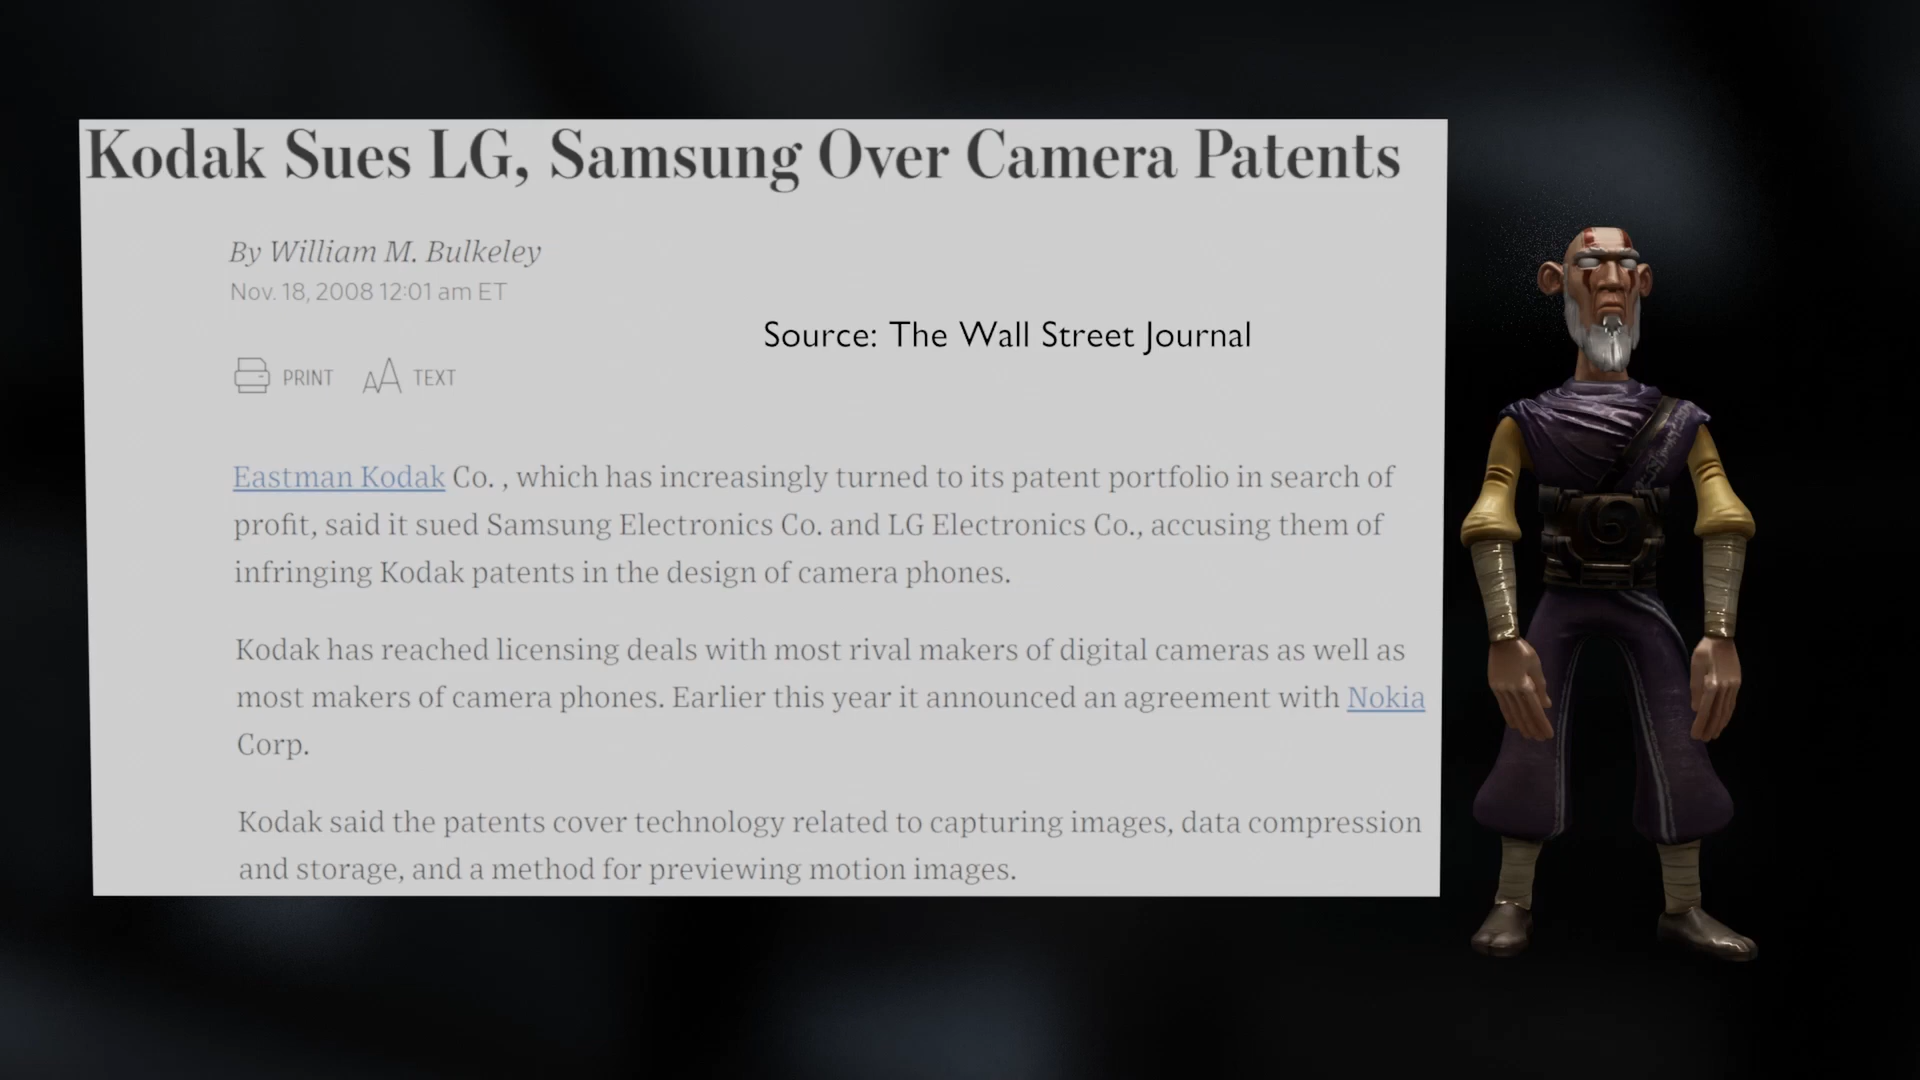 Kodak Sues LG, Samsung Over Camera Patents
By William M. Bulkeley
Nov. 18, 2008 12:01 am ET
Source: The Wall Street Journal
PRINT AA TEXT
Eastman Kodak Co. , which has increasingly turned to its patent portfolio in search of
profit, said it sued Samsung Electronics Co. and LG Electronics Co., accusing them of
infringing Kodak patents in the design of camera phones.
Kodak has reached licensing deals with most rival makers of digital cameras as well as
most makers of camera phones. Earlier this year it announced an agreement with Nokia
Corp.
Kodak said the patents cover technology related to capturing images, data compression
and storage, and a method for previewing motion images.